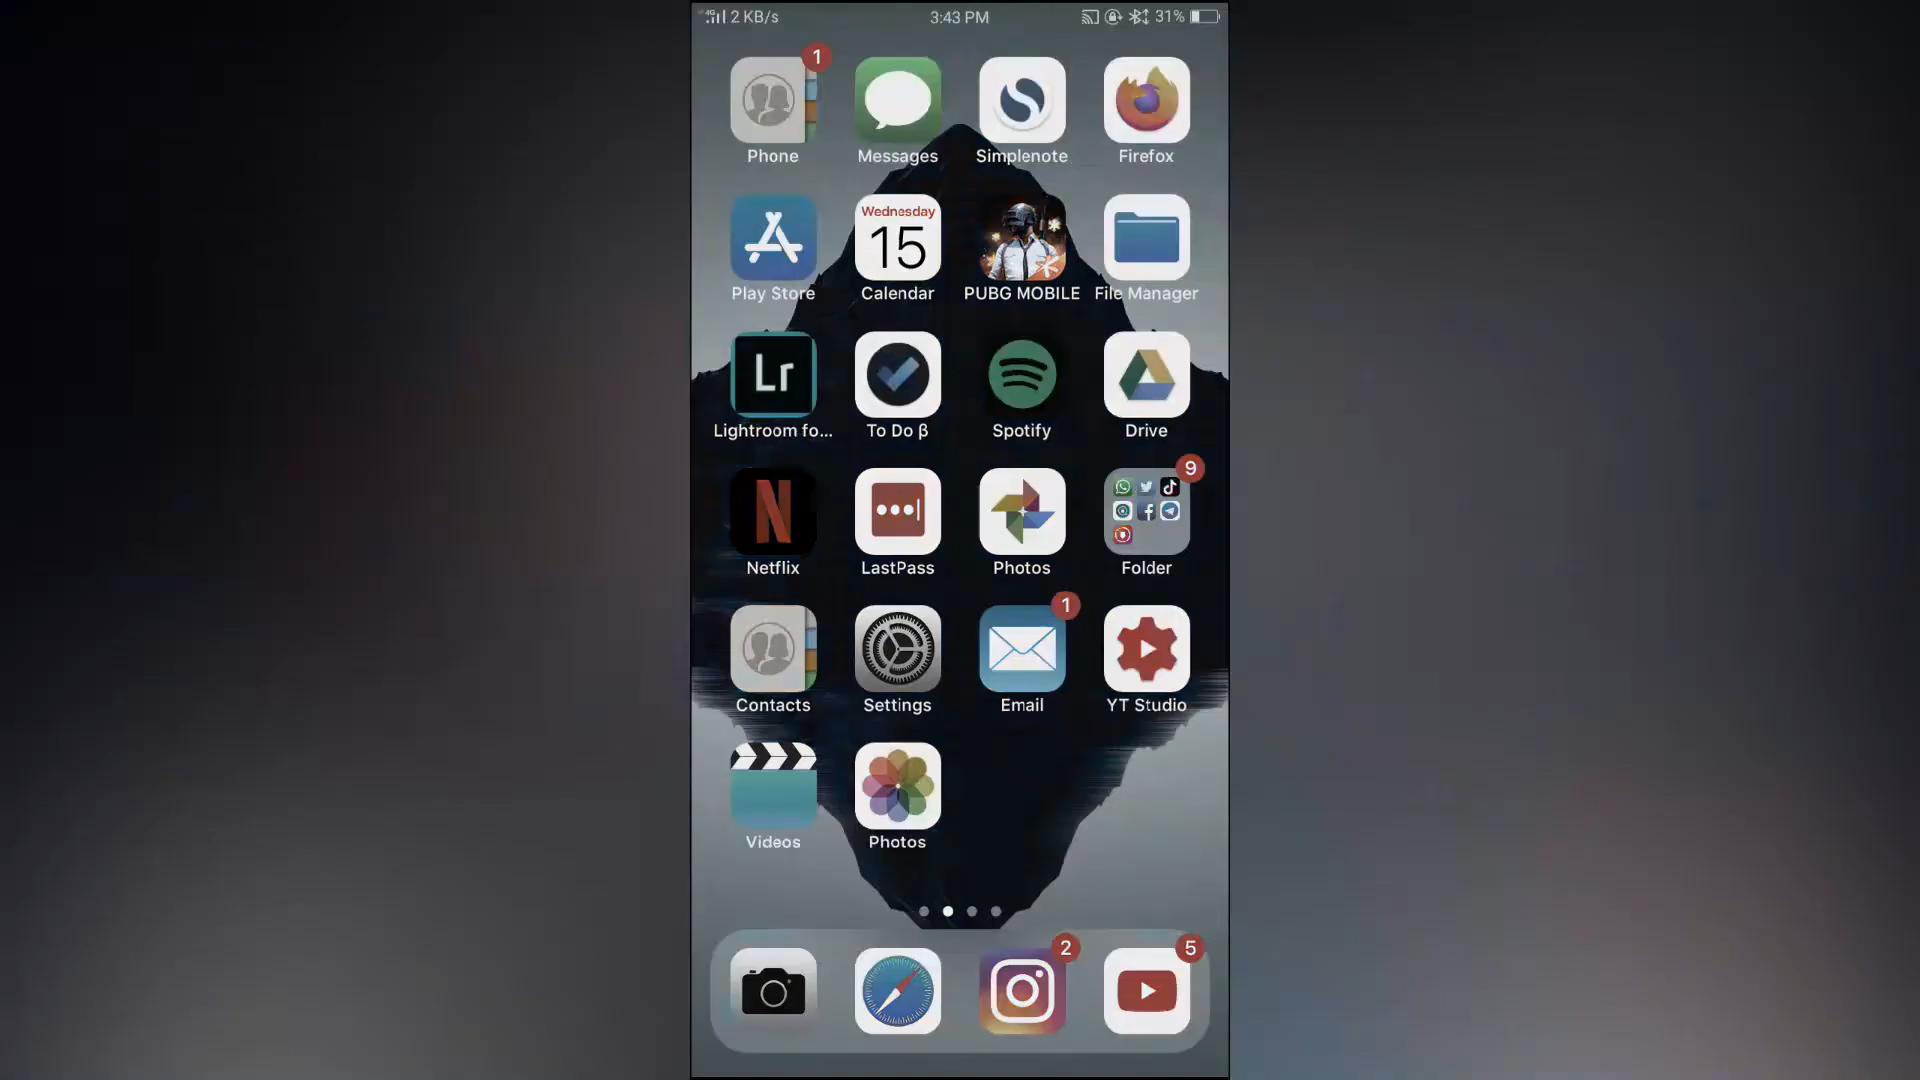 4G 2 KB/s 3:43 PM 31%
1
Phone Messages Simplenote Firefox
Wednesday
15
Play Store Calendar PUBG MOBILE File Manager
Lr
Lightroom fo... To Do β Spotify Drive
9
N
Netflix LastPass Photos Folder
1
Contacts Settings Email YT Studio
Videos Photos
2 5